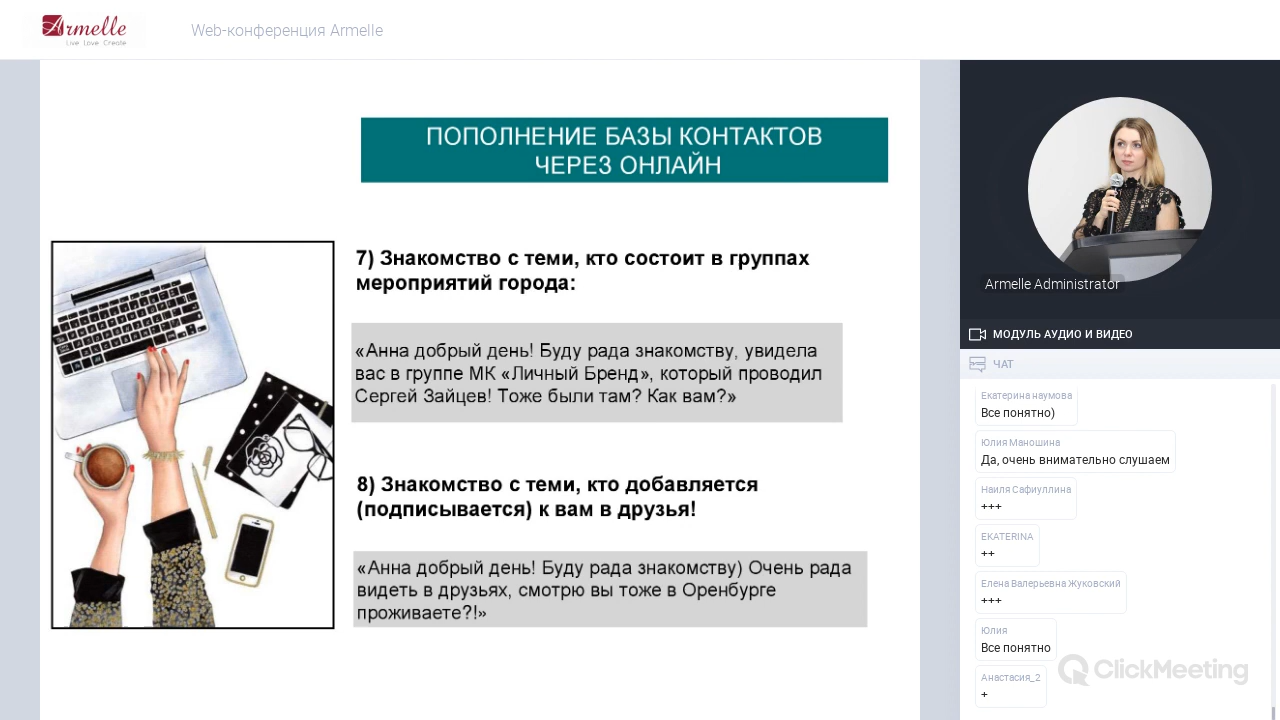 Armelle
Live Love Create
Web-конференция Armelle
ПОПОЛНЕНИЕ БАЗЫ КОНТАКТОВ
ЧЕРЕЗ ОНЛАЙН
7) Знакомство с теми, кто состоит в группах
мероприятий города:
«Анна добрый день! Буду рада знакомству, увидела
вас в группе МК «Личный Бренд», который проводил
Сергей Зайцев! Тоже были там? Как вам?»
8) Знакомство с теми, кто добавляется
(подписывается) к вам в друзья!
«Анна добрый день! Буду рада знакомству) Очень рада
видеть в друзьях, смотрю вы тоже в Оренбурге
проживаете?!»
Armelle Administrator
МОДУЛЬ АУДИО И ВИДЕО
ЧАТ
Екатерина наумова
Все понятно)
Юлия Маношина
Да, очень внимательно слушаем
Наиля Сафиуллина
+++
EKATERINA
++
Елена Валерьевна Жуковский
+++
Юлия
Все понятно
Анастасия_2
+
ClickMeeting